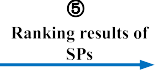 ⑤
Ranking results of
SPs